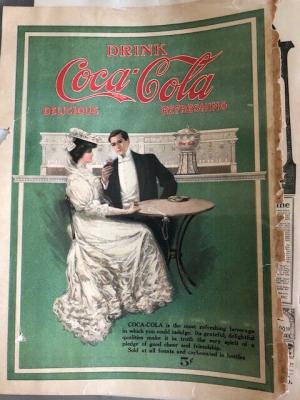 DRINK
Coca-Cola
DELICIOUS REFRESHING
COCA-COLA is the most refreshing beverage
in which you could indulge. Its grateful, delightful
qualities make it in truth the very spirit of a
pledge of good cheer and friendship.
Sold at all founts and carbonated in bottles
5¢